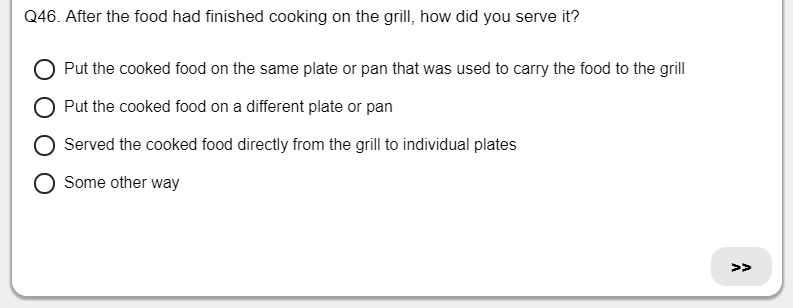 Q46. After the food had finished cooking on the grill, how did you serve it?
Put the cooked food on the same plate or pan that was used to carry the food to the grill
Put the cooked food on a different plate or pan
Served the cooked food directly from the grill to individual plates
Some other way
>>